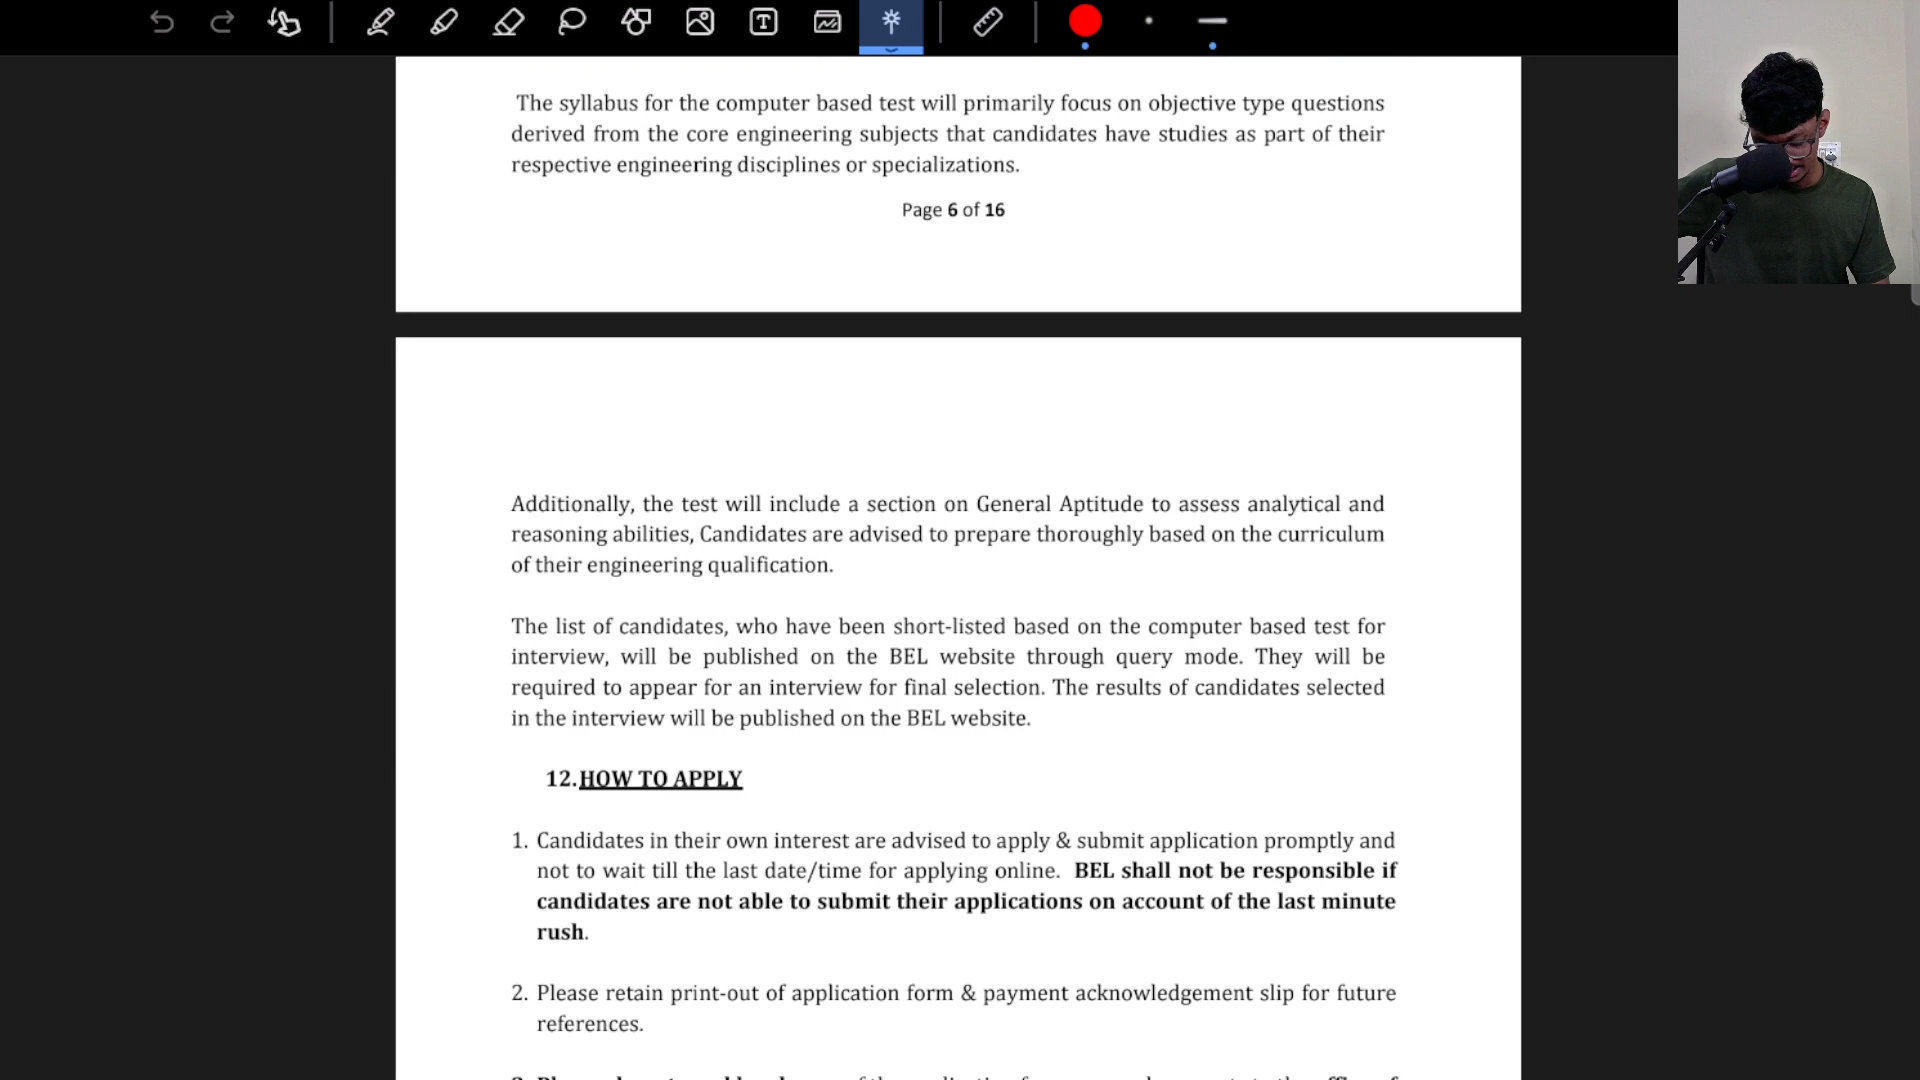 The syllabus for the computer based test will primarily focus on objective type questions
derived from the core engineering subjects that candidates have studies as part of their
respective engineering disciplines or specializations.
Page 6 of 16
Additionally, the test will include a section on General Aptitude to assess analytical and
reasoning abilities, Candidates are advised to prepare thoroughly based on the curriculum
of their engineering qualification.
The list of candidates, who have been short-listed based on the computer based test for
interview, will be published on the BEL website through query mode. They will be
required to appear for an interview for final selection. The results of candidates selected
in the interview will be published on the BEL website.
12.HOW TO APPLY
1. Candidates in their own interest are advised to apply & submit application promptly and
not to wait till the last date/time for applying online. BEL shall not be responsible if
candidates are not able to submit their applications on account of the last minute
rush.
2. Please retain print-out of application form & payment acknowledgement slip for future
references.